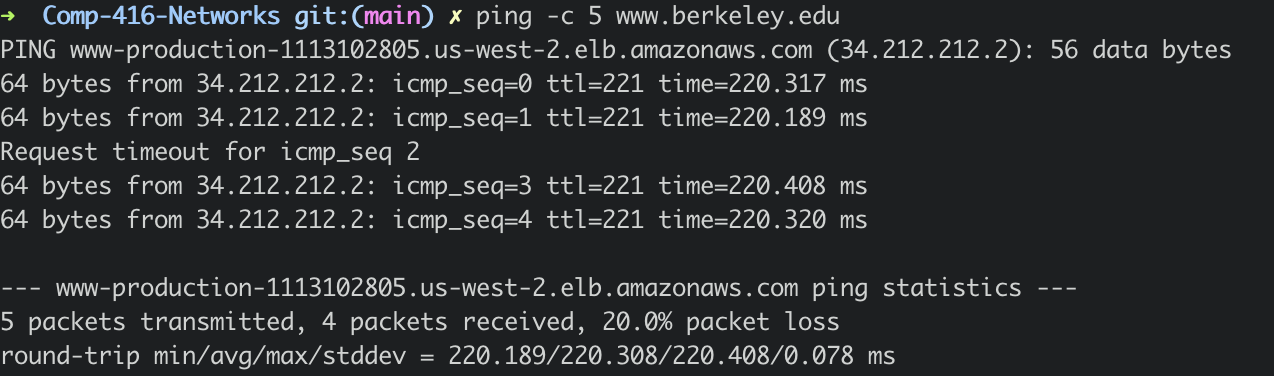 ➜  Comp-416-Networks git:(main) ✗ ping -c 5 www.berkeley.edu
PING www-production-1113102805.us-west-2.elb.amazonaws.com (34.212.212.2): 56 data bytes
64 bytes from 34.212.212.2: icmp_seq=0 ttl=221 time=220.317 ms
64 bytes from 34.212.212.2: icmp_seq=1 ttl=221 time=220.189 ms
Request timeout for icmp_seq 2
64 bytes from 34.212.212.2: icmp_seq=3 ttl=221 time=220.408 ms
64 bytes from 34.212.212.2: icmp_seq=4 ttl=221 time=220.320 ms
--- www-production-1113102805.us-west-2.elb.amazonaws.com ping statistics ---
5 packets transmitted, 4 packets received, 20.0% packet loss
round-trip min/avg/max/stddev = 220.189/220.308/220.408/0.078 ms